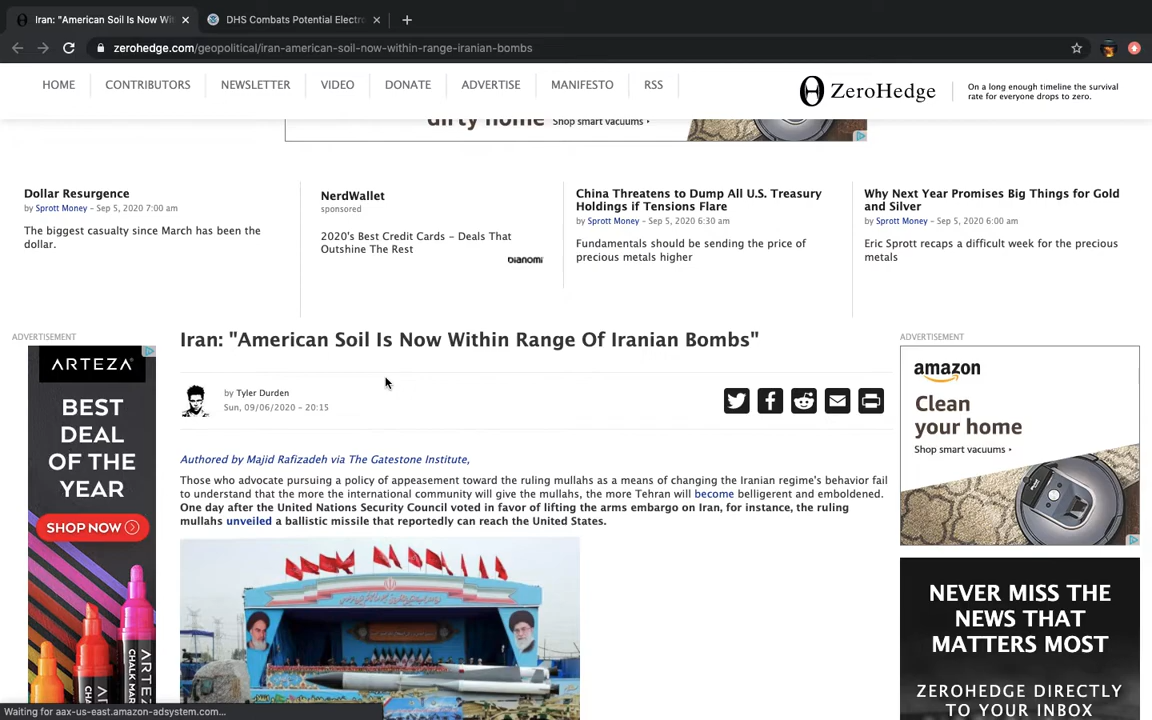 Iran: "American Soil Is Now Wit
DHS Combats Potential Electro
zerohedge.com/geopolitical/iran-american-soil-now-within-range-iranian-bombs
HOME
CONTRIBUTORS
NEWSLETTER
VIDEO
DONATE
ADVERTISE
MANIFESTO
RSS
ZeroHedge
On a long enough timeline the survival
rate for everyone drops to zero.
dirty home
Shop smart vacuums ›
Dollar Resurgence
by Sprott Money – Sep 5, 2020 7:00 am
The biggest casualty since March has been the
dollar.
NerdWallet
sponsored
2020's Best Credit Cards – Deals That
Outshine The Rest
bianomi
China Threatens to Dump All U.S. Treasury
Holdings if Tensions Flare
by Sprott Money – Sep 5, 2020 6:30 am
Fundamentals should be sending the price of
precious metals higher
Why Next Year Promises Big Things for Gold
and Silver
by Sprott Money – Sep 5, 2020 6:00 am
Eric Sprott recaps a difficult week for the precious
metals
ADVERTISEMENT
ARTEZA
BEST
DEAL
OF THE
YEAR
SHOP NOW
ARTEZA
CHALK MAR
Iran: "American Soil Is Now Within Range Of Iranian Bombs"
by Tyler Durden
Sun, 09/06/2020 – 20:15
Authored by Majid Rafizadeh via The Gatestone Institute,
Those who advocate pursuing a policy of appeasement toward the ruling mullahs as a means of changing the Iranian regime's behavior fail
to understand that the more the international community will give the mullahs, the more Tehran will become belligerent and emboldened.
One day after the United Nations Security Council voted in favor of lifting the arms embargo on Iran, for instance, the ruling
mullahs unveiled a ballistic missile that reportedly can reach the United States.
ADVERTISEMENT
amazon
Clean
your home
Shop smart vacuums ›
NEVER MISS THE
NEWS THAT
MATTERS MOST
ZEROHEDGE DIRECTLY
TO YOUR INBOX
Waiting for aax-us-east.amazon-adsystem.com...